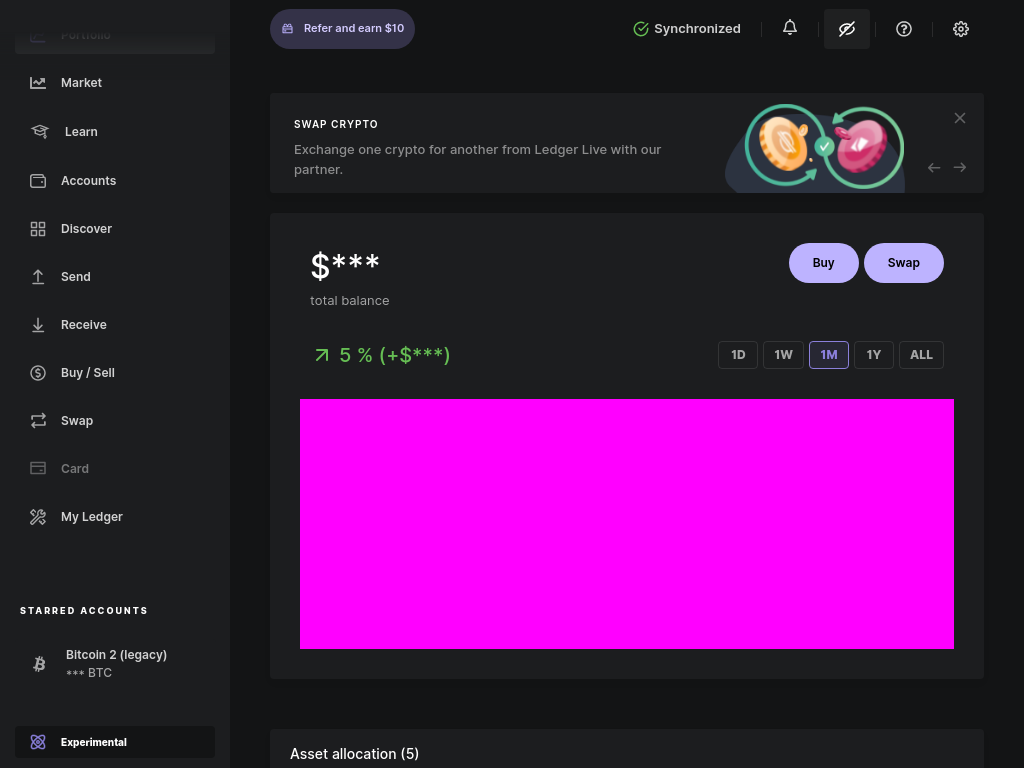 Portfolio
Market
Learn
Accounts
Discover
Send
Receive
Buy / Sell
Swap
Card
My Ledger
STARRED ACCOUNTS
Bitcoin 2 (legacy)
*** BTC
Experimental
Refer and earn $10
Synchronized
SWAP CRYPTO
Exchange one crypto for another from Ledger Live with our
partner.
$***
total balance
Buy
Swap
5 % (+$***)
1D
1W
1M
1Y
ALL
Asset allocation (5)